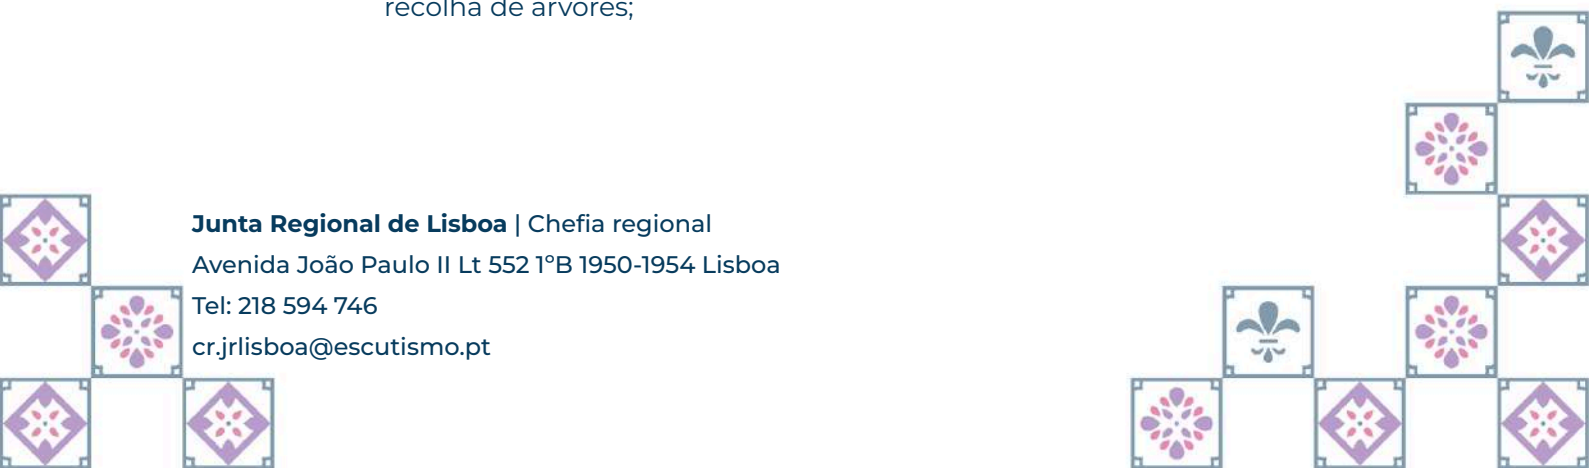 recolha de árvores;
Junta Regional de Lisboa | Chefia regional
Avenida João Paulo II Lt 552 1ºB 1950-1954 Lisboa
Tel: 218 594 746
cr.jrlisboa@escutismo.pt